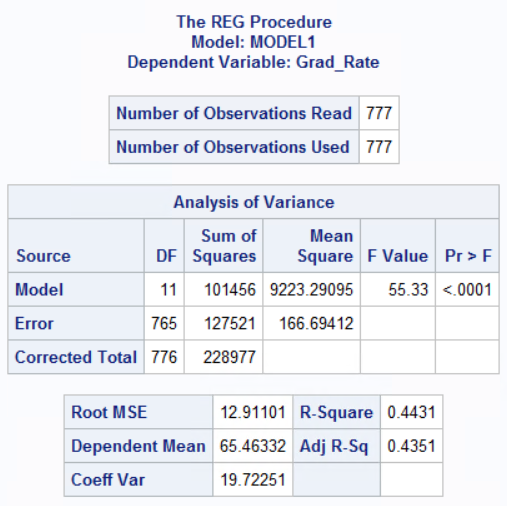 The REG Procedure
Model: MODEL1
Dependent Variable: Grad_Rate
Number of Observations Read 777
Number of Observations Used 777
Analysis of Variance
Source DF Sum of Squares Mean Square F Value Pr > F
Model 11 101456 9223.29095 55.33 <.0001
Error 765 127521 166.69412
Corrected Total 776 228977
Root MSE 12.91101 R-Square 0.4431
Dependent Mean 65.46332 Adj R-Sq 0.4351
Coeff Var 19.72251